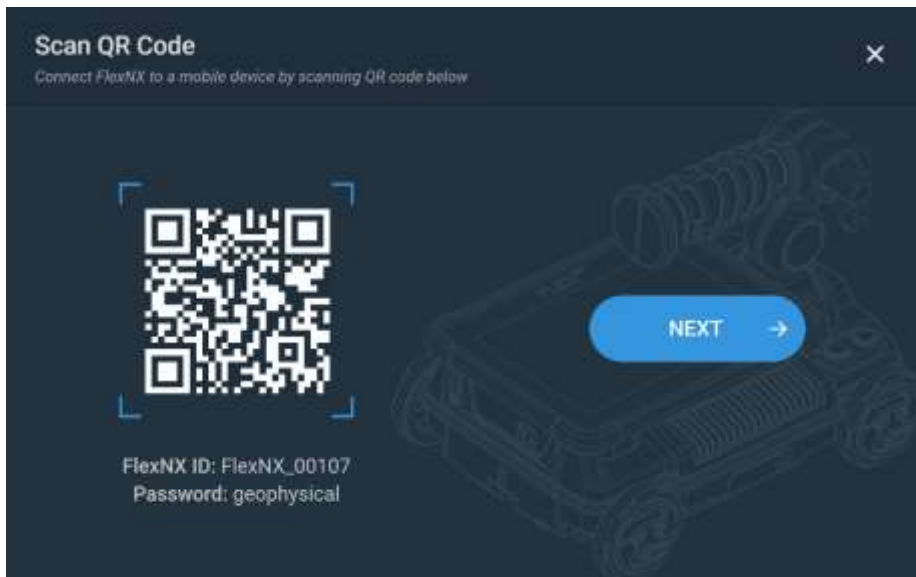 Scan QR Code
Connect FlexNX to a mobile device by scanning QR code below
NEXT
FlexNX ID: FlexNX_00107
Password: geophysical